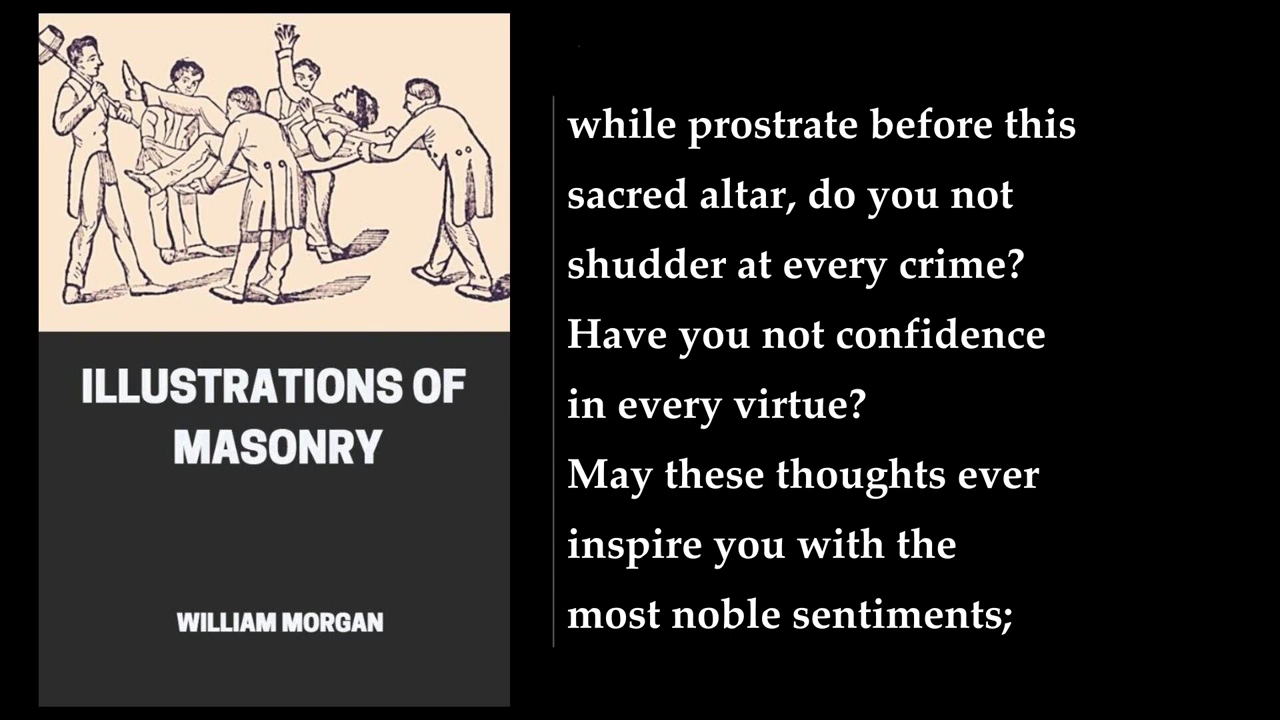 ILLUSTRATIONS OF
MASONRY
WILLIAM MORGAN
while prostrate before this
sacred altar, do you not
shudder at every crime?
Have you not confidence
in every virtue?
May these thoughts ever
inspire you with the
most noble sentiments;